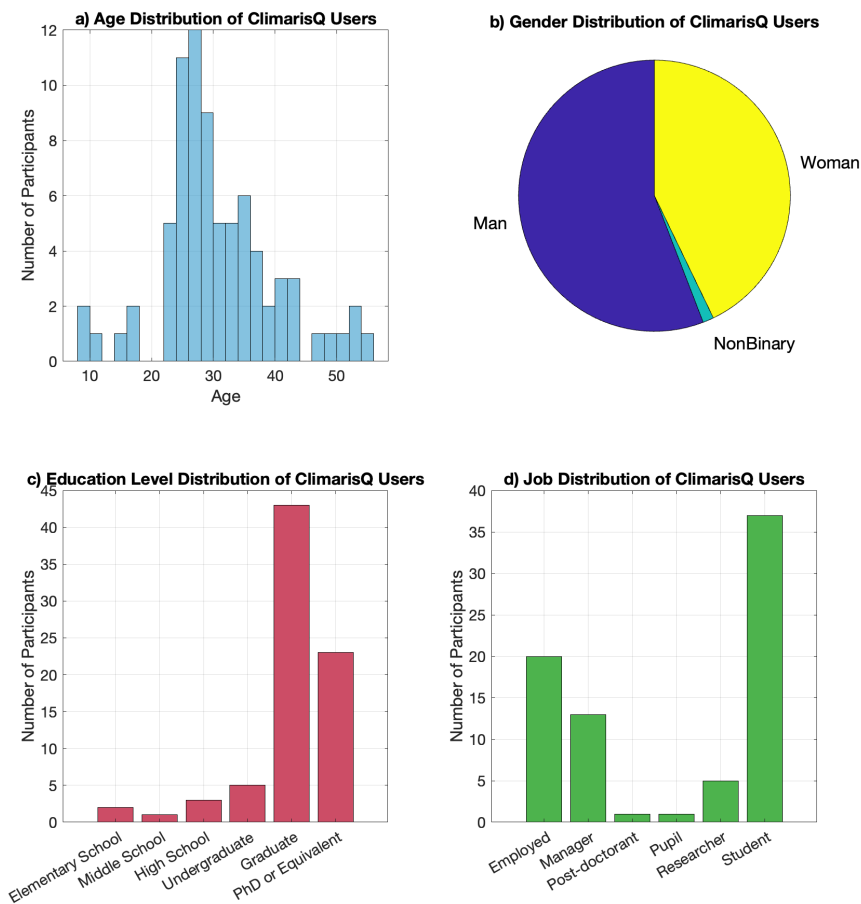 a) Age Distribution of ClimarisQ Users
12
10
8
6
4
2
0
Number of Participants
10 20 30 40 50
Age
b) Gender Distribution of ClimarisQ Users
Woman
Man
NonBinary
c) Education Level Distribution of ClimarisQ Users
45
40
35
30
25
20
15
10
5
0
Number of Participants
Elementary School
Middle School
High School
Undergraduate
Graduate
PhD or Equivalent
d) Job Distribution of ClimarisQ Users
40
35
30
25
20
15
10
5
0
Number of Participants
Employed
Manager
Post-doctorant
Pupil
Researcher
Student